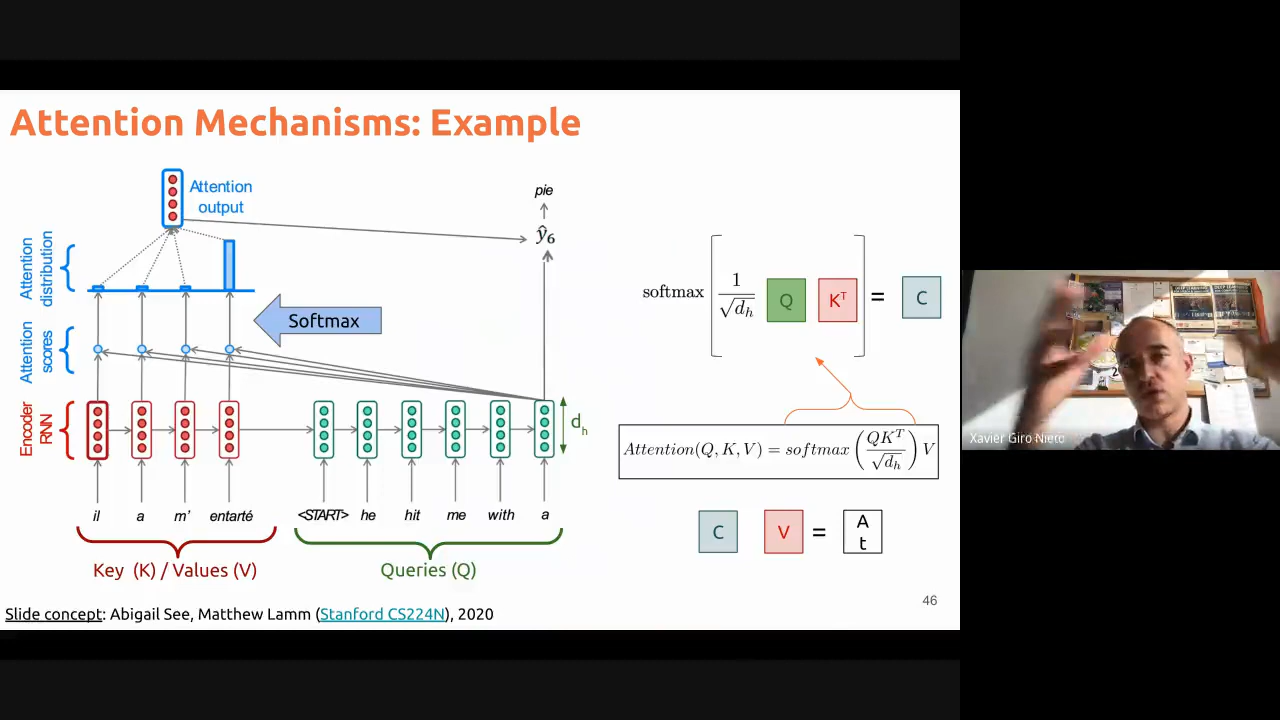 Attention Mechanisms: Example
Attention
output
pie
ŷ₆
Attention
distribution
Softmax
Attention
scores
Encoder
RNN
dₕ
il a m' entarté <START> he hit me with a
Key (K) / Values (V)
Queries (Q)
softmax [ 1/√dₕ Q Kᵀ ] = C
Attention(Q, K, V) = softmax (QKᵀ/√dₕ) V
C V = A
t
46
Slide concept: Abigail See, Matthew Lamm (Stanford CS224N), 2020
Xavier Giro Nieto